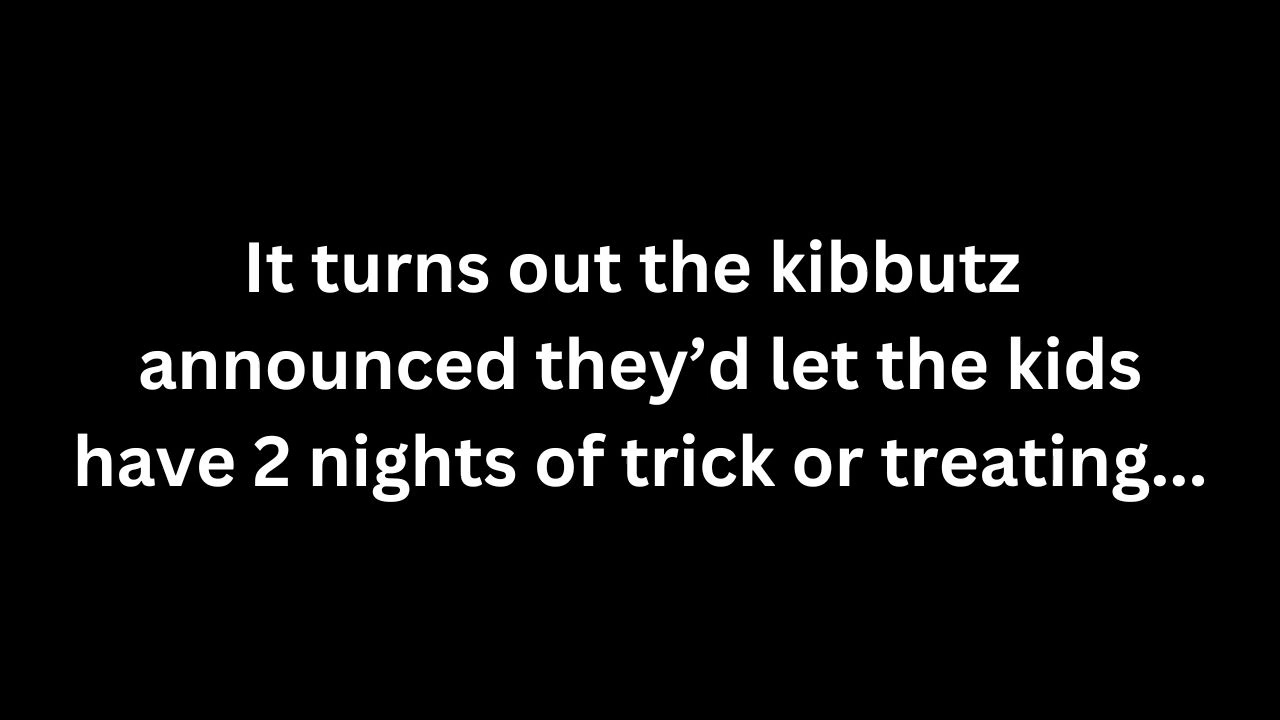 It turns out the kibbutz
announced they’d let the kids
have 2 nights of trick or treating...